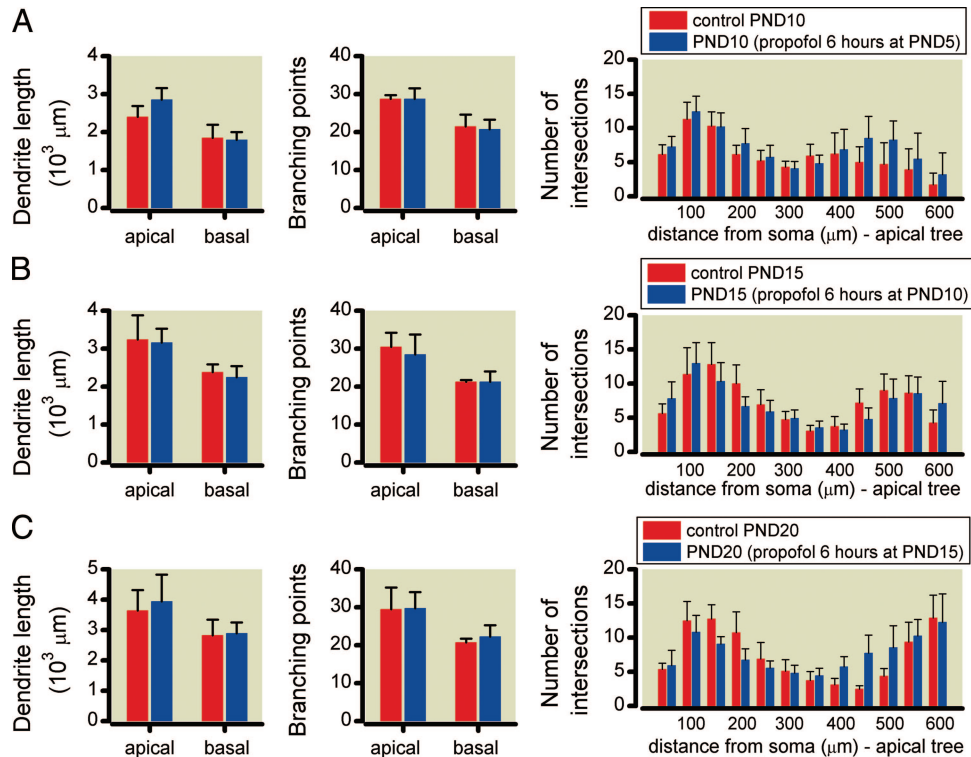 A
Dendrite length
(10³ μm)
4
3
2
1
0
apical basal
Branching points
40
30
20
10
0
apical basal
control PND10
PND10 (propofol 6 hours at PND5)
Number of
intersections
20
15
10
5
0
100 200 300 400 500 600
distance from soma (μm) - apical tree
B
Dendrite length
(10³ μm)
4
3
2
1
0
apical basal
Branching points
40
30
20
10
0
apical basal
control PND15
PND15 (propofol 6 hours at PND10)
Number of
intersections
20
15
10
5
0
100 200 300 400 500 600
distance from soma (μm) - apical tree
C
Dendrite length
(10³ μm)
5
4
3
2
1
0
apical basal
Branching points
40
30
20
10
0
apical basal
control PND20
PND20 (propofol 6 hours at PND15)
Number of
intersections
20
15
10
5
0
100 200 300 400 500 600
distance from soma (μm) - apical tree